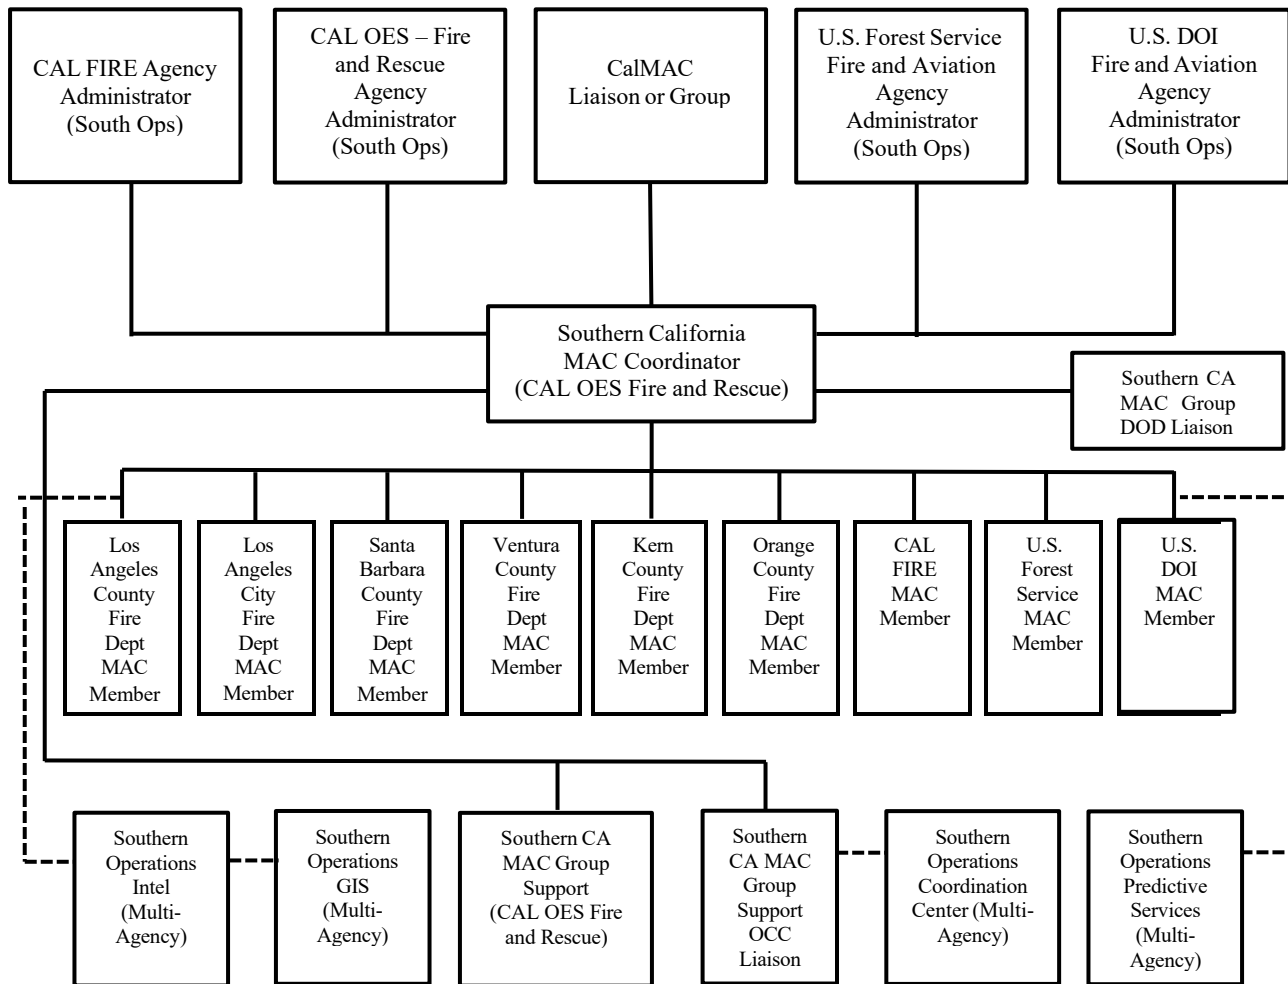 CAL FIRE Agency
Administrator
(South Ops)
CAL OES – Fire
and Rescue
Agency
Administrator
(South Ops)
CalMAC
Liaison or Group
U.S. Forest Service
Fire and Aviation
Agency
Administrator
(South Ops)
U.S. DOI
Fire and Aviation
Agency
Administrator
(South Ops)
Southern California
MAC Coordinator
(CAL OES Fire and Rescue)
Southern CA
MAC Group
DOD Liaison
Los
Angeles
County
Fire
Dept
MAC
Member
Los
Angeles
City
Fire
Dept
MAC
Member
Santa
Barbara
County
Fire
Dept
MAC
Member
Ventura
County
Fire
Dept
MAC
Member
Kern
County
Fire
Dept
MAC
Member
Orange
County
Fire
Dept
MAC
Member
CAL
FIRE
MAC
Member
U.S.
Forest
Service
MAC
Member
U.S.
DOI
MAC
Member
Southern
Operations
Intel
(Multi-
Agency)
Southern
Operations
GIS
(Multi-
Agency)
Southern CA
MAC Group
Support
(CAL OES Fire
and Rescue)
Southern
CA MAC
Group
Support
OCC
Liaison
Southern
Operations
Coordination
Center (Multi-
Agency)
Southern
Operations
Predictive
Services
(Multi-
Agency)